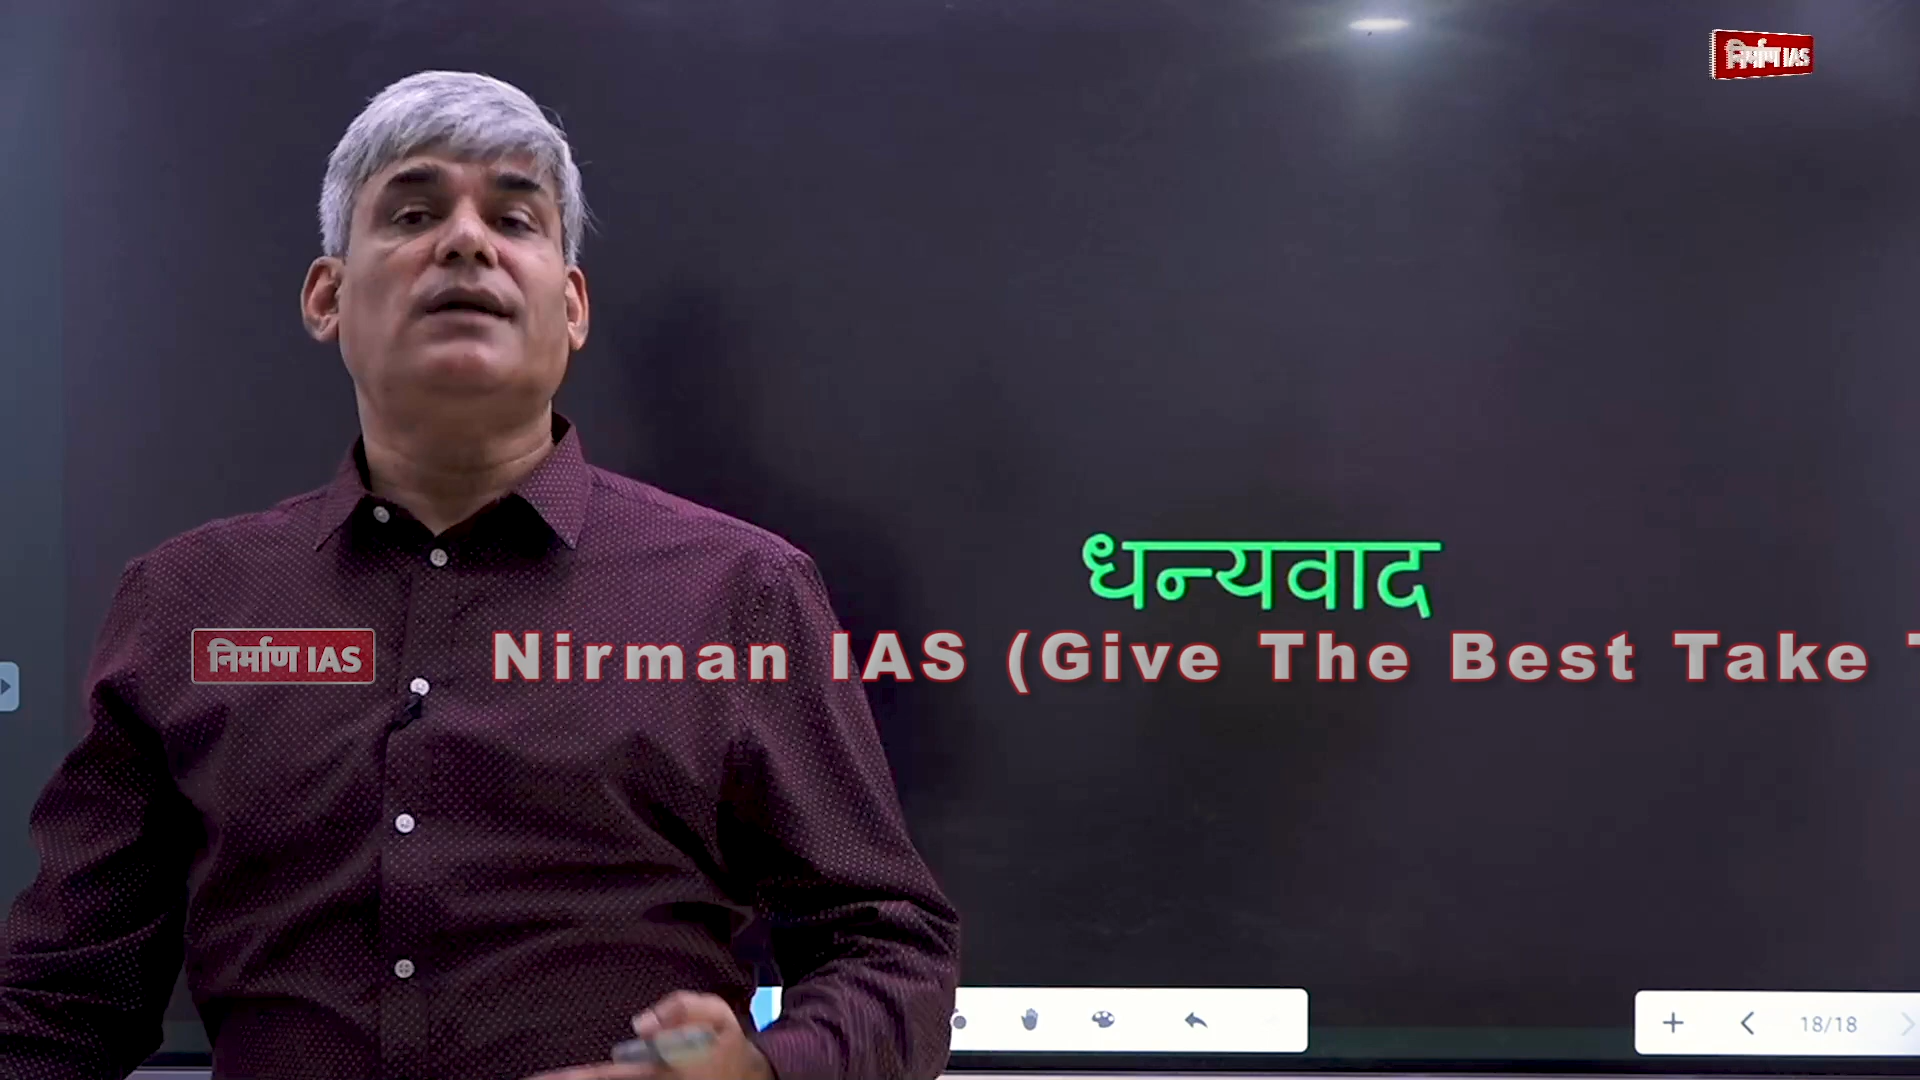 निर्माण IAS
धन्यवाद
निर्माण IAS
Nirman IAS (Give The Best Take
18/18